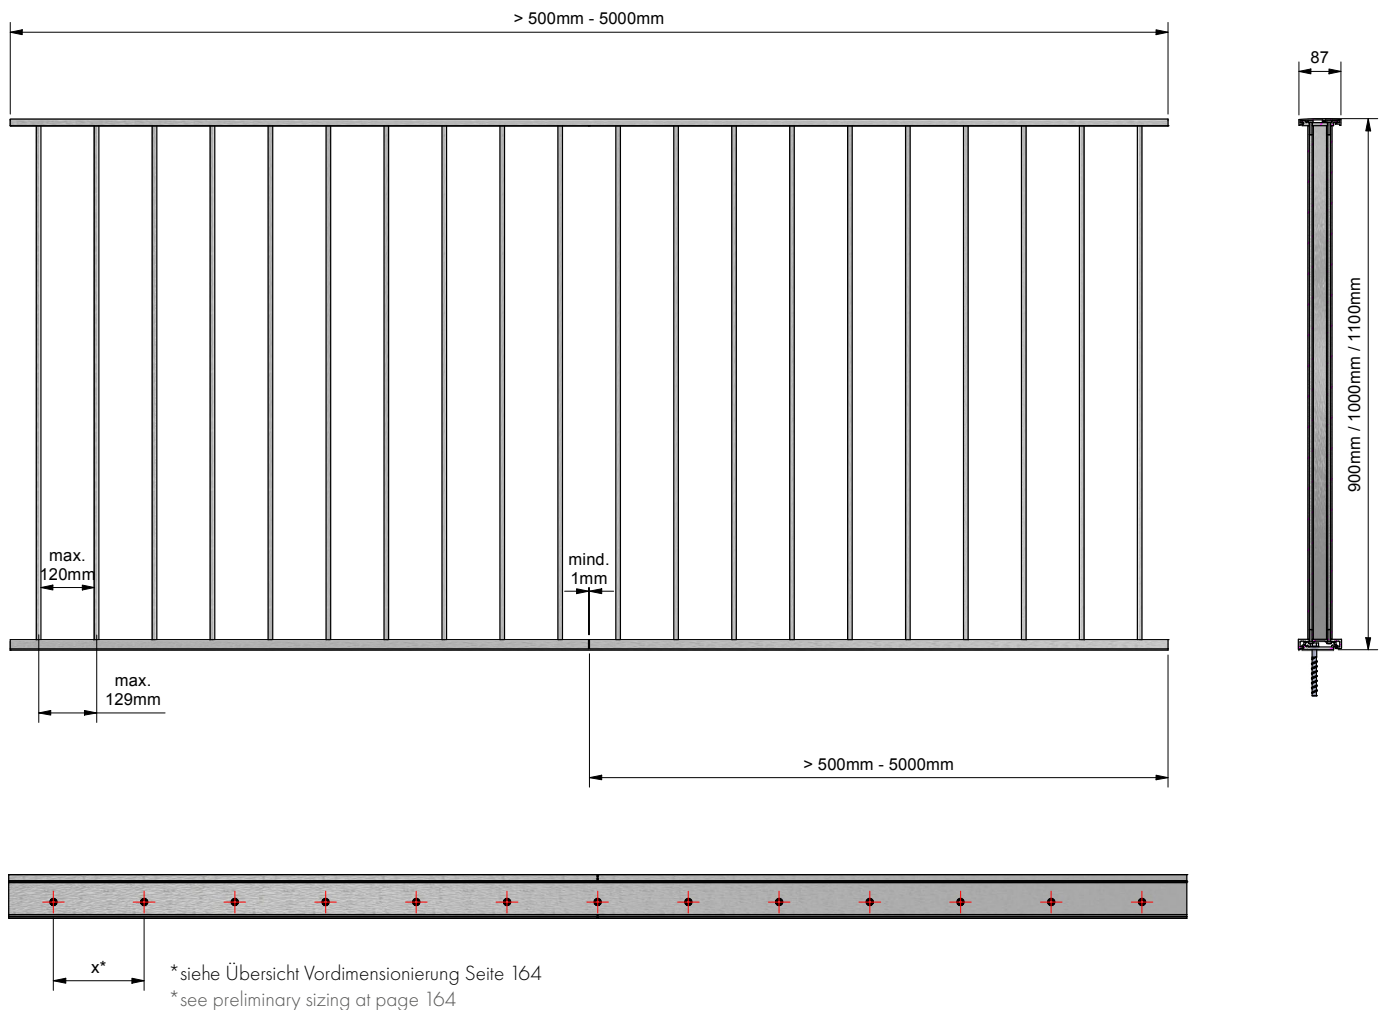 > 500mm - 5000mm
87
900mm / 1000mm / 1100mm
max.
120mm
mind.
1mm
max.
129mm
> 500mm - 5000mm
x*
*siehe Übersicht Vordimensionierung Seite 164
*see preliminary sizing at page 164